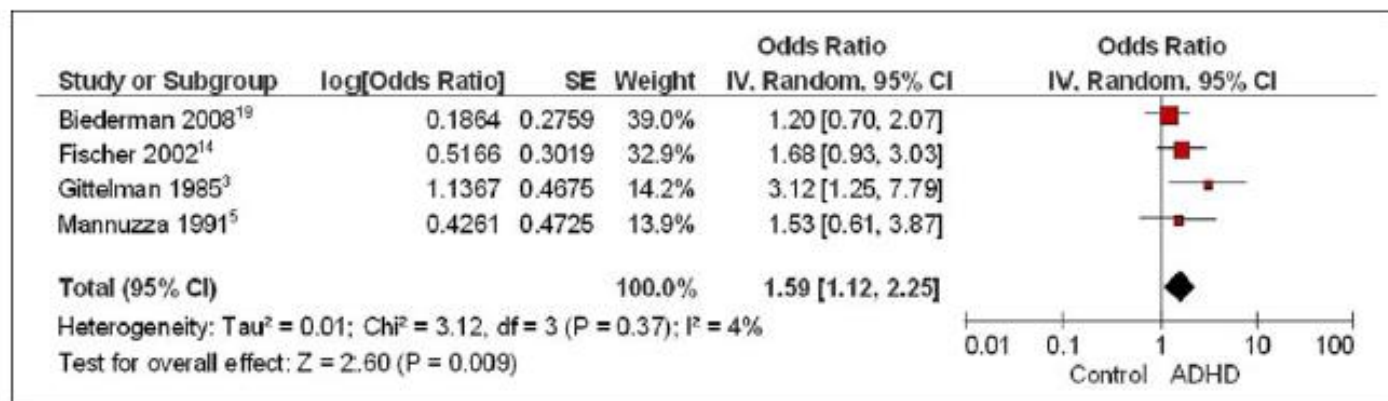 Odds Ratio Odds Ratio
Study or Subgroup log[Odds Ratio] SE Weight IV, Random, 95% CI IV, Random, 95% CI
Biederman 2008¹⁹ 0.1864 0.2759 39.0% 1.20 [0.70, 2.07]
Fischer 2002¹⁴ 0.5166 0.3019 32.9% 1.68 [0.93, 3.03]
Gittelman 1985³ 1.1367 0.4675 14.2% 3.12 [1.25, 7.79]
Mannuzza 1991⁵ 0.4261 0.4725 13.9% 1.53 [0.61, 3.87]
Total (95% CI) 100.0% 1.59 [1.12, 2.25]
Heterogeneity: Tau² = 0.01; Chi² = 3.12, df = 3 (P = 0.37); I² = 4%
Test for overall effect: Z = 2.60 (P = 0.009)
0.01 0.1 1 10 100
Control ADHD